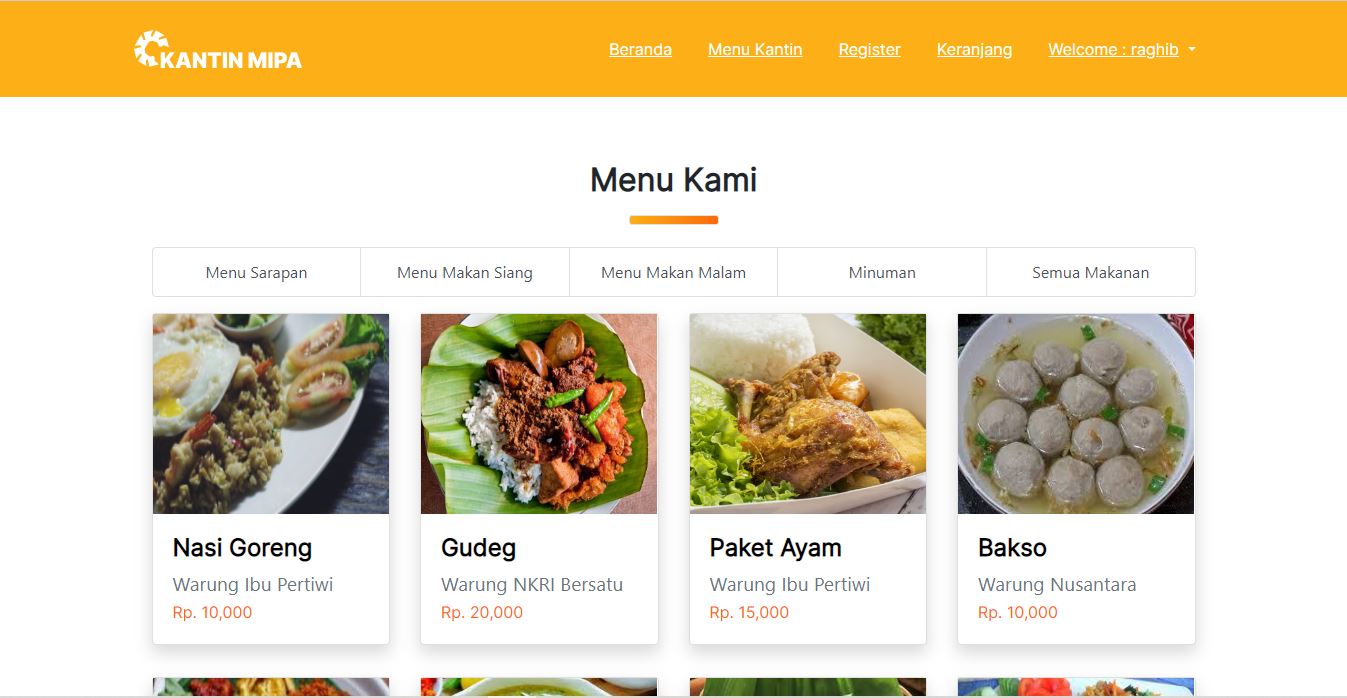 KANTIN MIPA
Beranda Menu Kantin Register Keranjang Welcome : raghib
Menu Kami
Menu Sarapan Menu Makan Siang Menu Makan Malam Minuman Semua Makanan
Nasi Goreng
Warung Ibu Pertiwi
Rp. 10,000
Gudeg
Warung NKRI Bersatu
Rp. 20,000
Paket Ayam
Warung Ibu Pertiwi
Rp. 15,000
Bakso
Warung Nusantara
Rp. 10,000